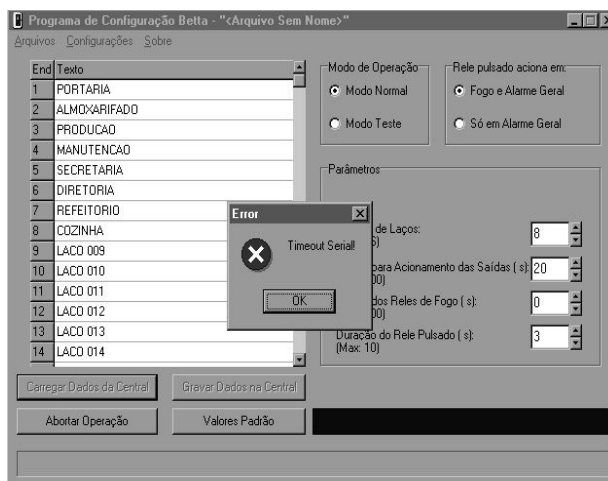 Programa de Configuração Betta - "<Arquivo Sem Nome>"
Arquivos Configurações Sobre
End Texto
1 PORTARIA
2 ALMOXARIFADO
3 PRODUCAO
4 MANUTENCAO
5 SECRETARIA
6 DIRETORIA
7 REFEITORIO
8 COZINHA
9 LACO 009
10 LACO 010
11 LACO 011
12 LACO 012
13 LACO 013
14 LACO 014
Modo de Operação
Modo Normal
Modo Teste
Rele pulsado aciona em:
Fogo e Alarme Geral
Só em Alarme Geral
Parâmetros
de Laços:
8
para Acionamento das Saídas ( s):
20
dos Reles de Fogo ( s):
0
Duração do Rele Pulsado ( s):
(Max: 10)
3
Error
Timeout Serial!
OK
Carregar Dados da Central
Gravar Dados na Central
Abortar Operação
Valores Padrão